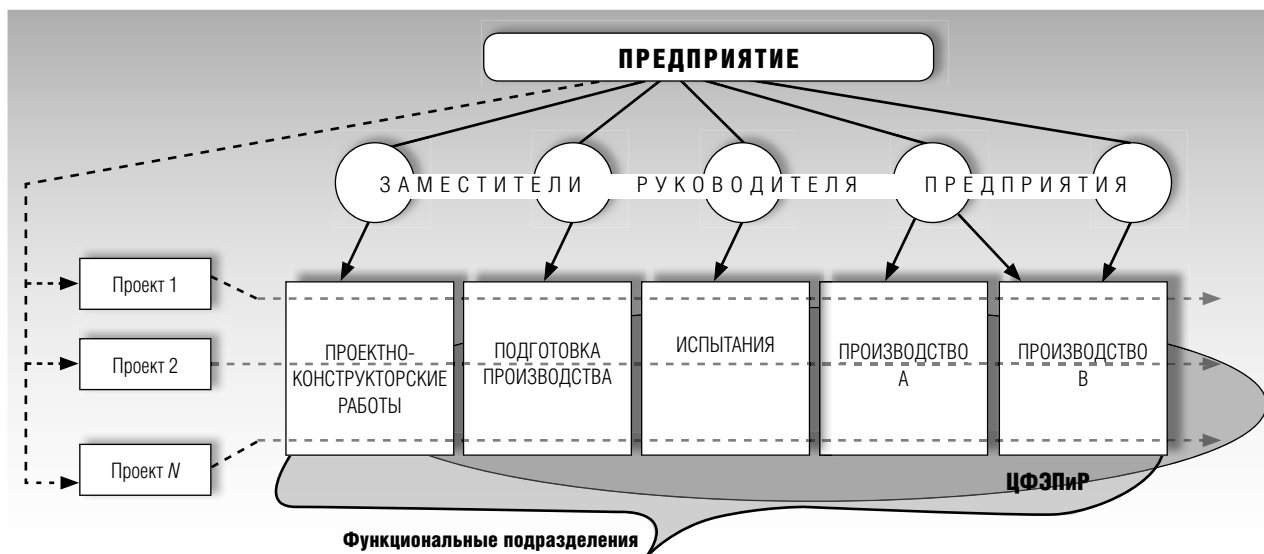 ПРЕДПРИЯТИЕ
ЗАМЕСТИТЕЛИ РУКОВОДИТЕЛЯ ПРЕДПРИЯТИЯ
Проект 1
Проект 2
Проект N
ПРОЕКТНО-
КОНСТРУКТОРСКИЕ
РАБОТЫ
ПОДГОТОВКА
ПРОИЗВОДСТВА
ИСПЫТАНИЯ
ПРОИЗВОДСТВО
А
ПРОИЗВОДСТВО
В
ЦФЭПиР
Функциональные подразделения